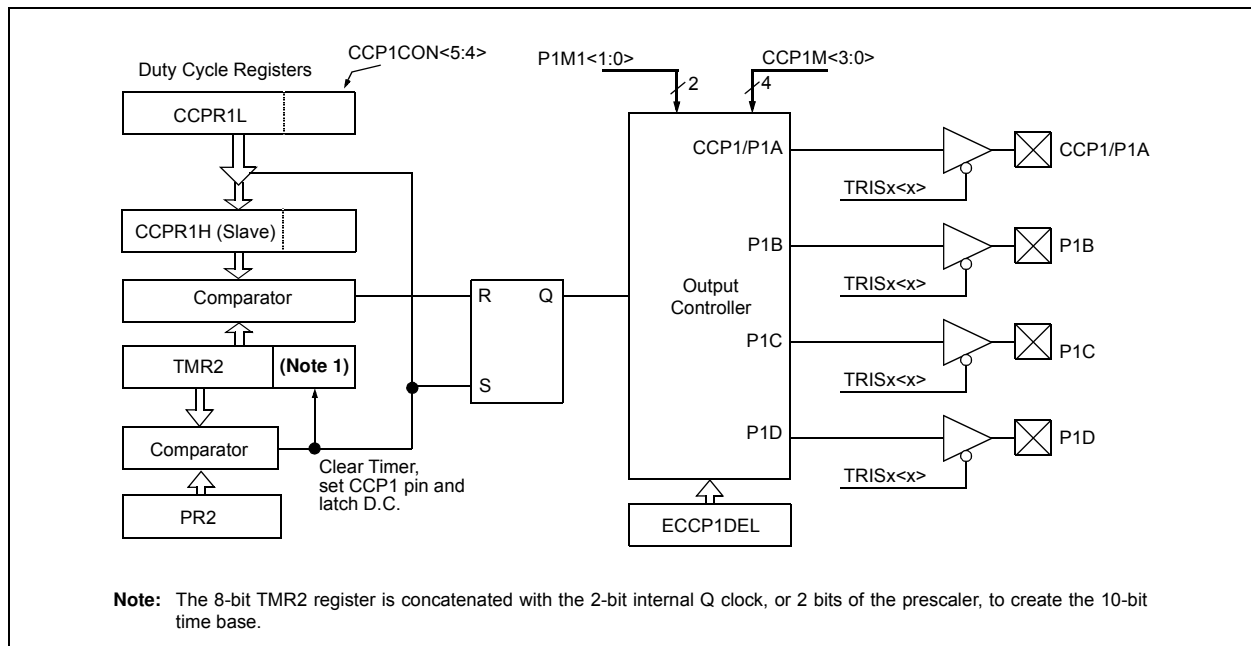 CCP1CON<5:4>
Duty Cycle Registers
CCPR1L
CCPR1H (Slave)
Comparator
TMR2
(Note 1)
Comparator
PR2
Clear Timer,
set CCP1 pin and
latch D.C.
R
Q
S
P1M1<1:0>
2
CCP1M<3:0>
4
Output
Controller
CCP1/P1A
P1B
P1C
P1D
ECCP1DEL
TRISx<x>
CCP1/P1A
TRISx<x>
P1B
TRISx<x>
P1C
TRISx<x>
P1D
Note: The 8-bit TMR2 register is concatenated with the 2-bit internal Q clock, or 2 bits of the prescaler, to create the 10-bit
time base.